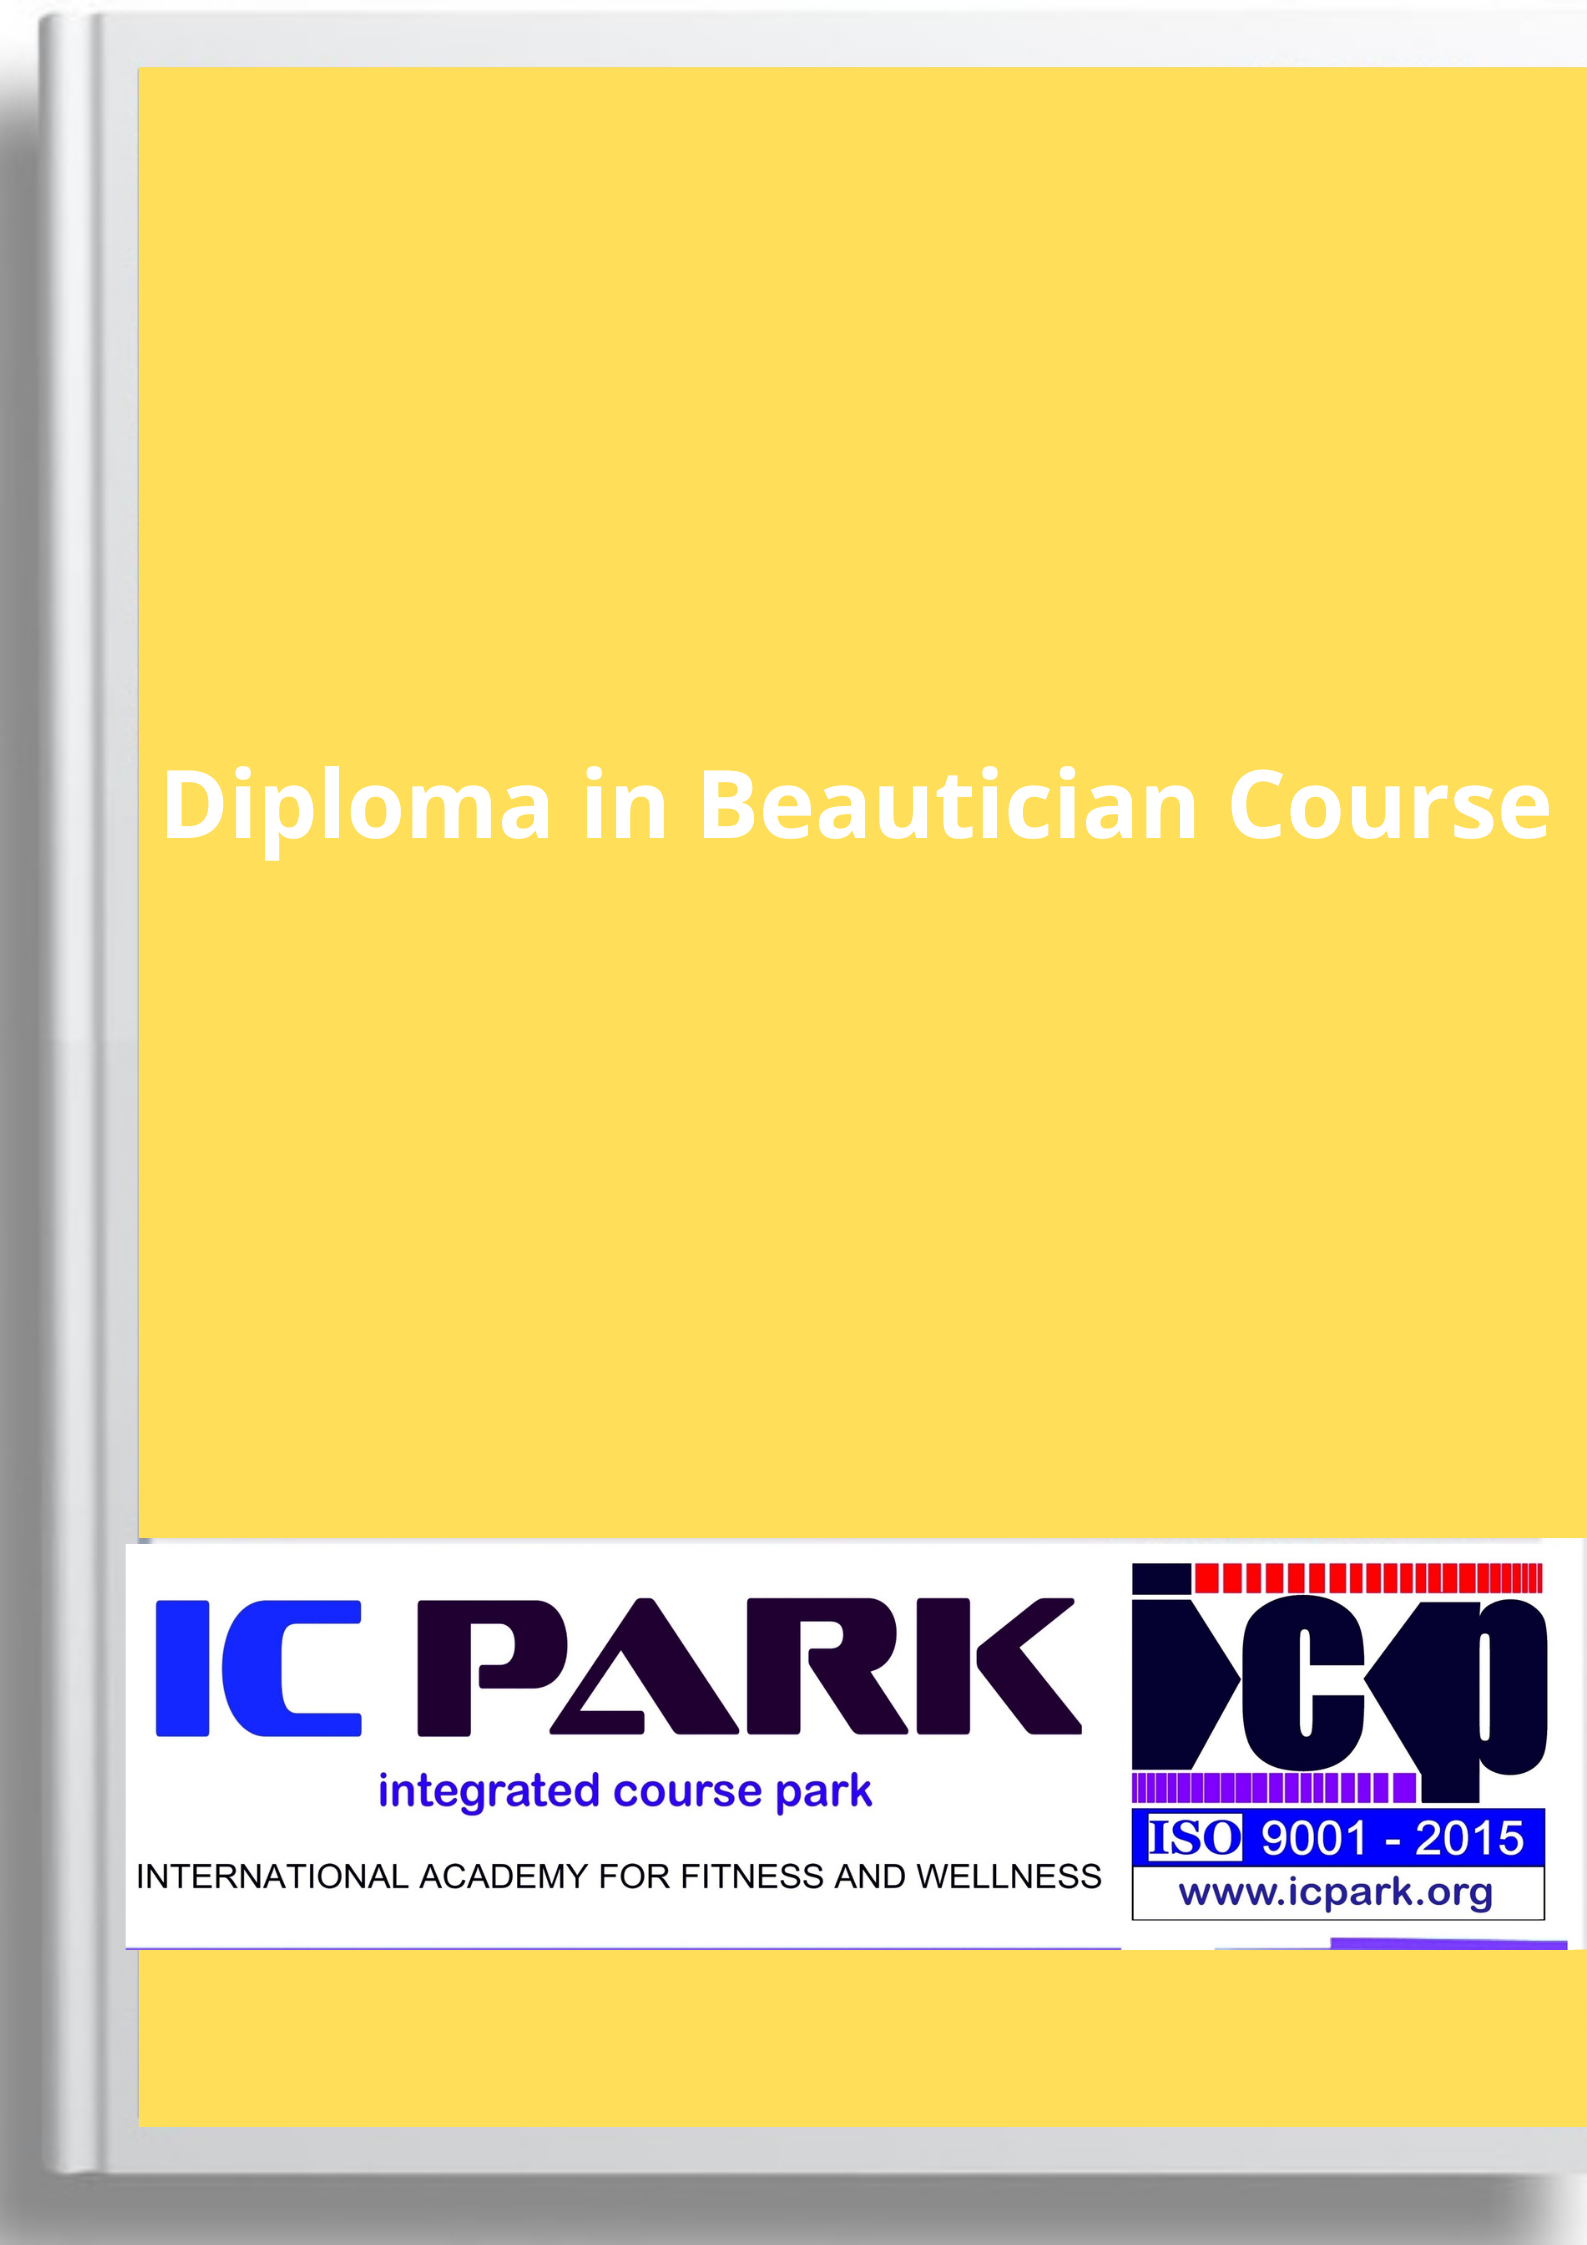 Diploma in Beautician Course
IC PARK
integrated course park
INTERNATIONAL ACADEMY FOR FITNESS AND WELLNESS
icp
ISO 9001 - 2015
www.icpark.org